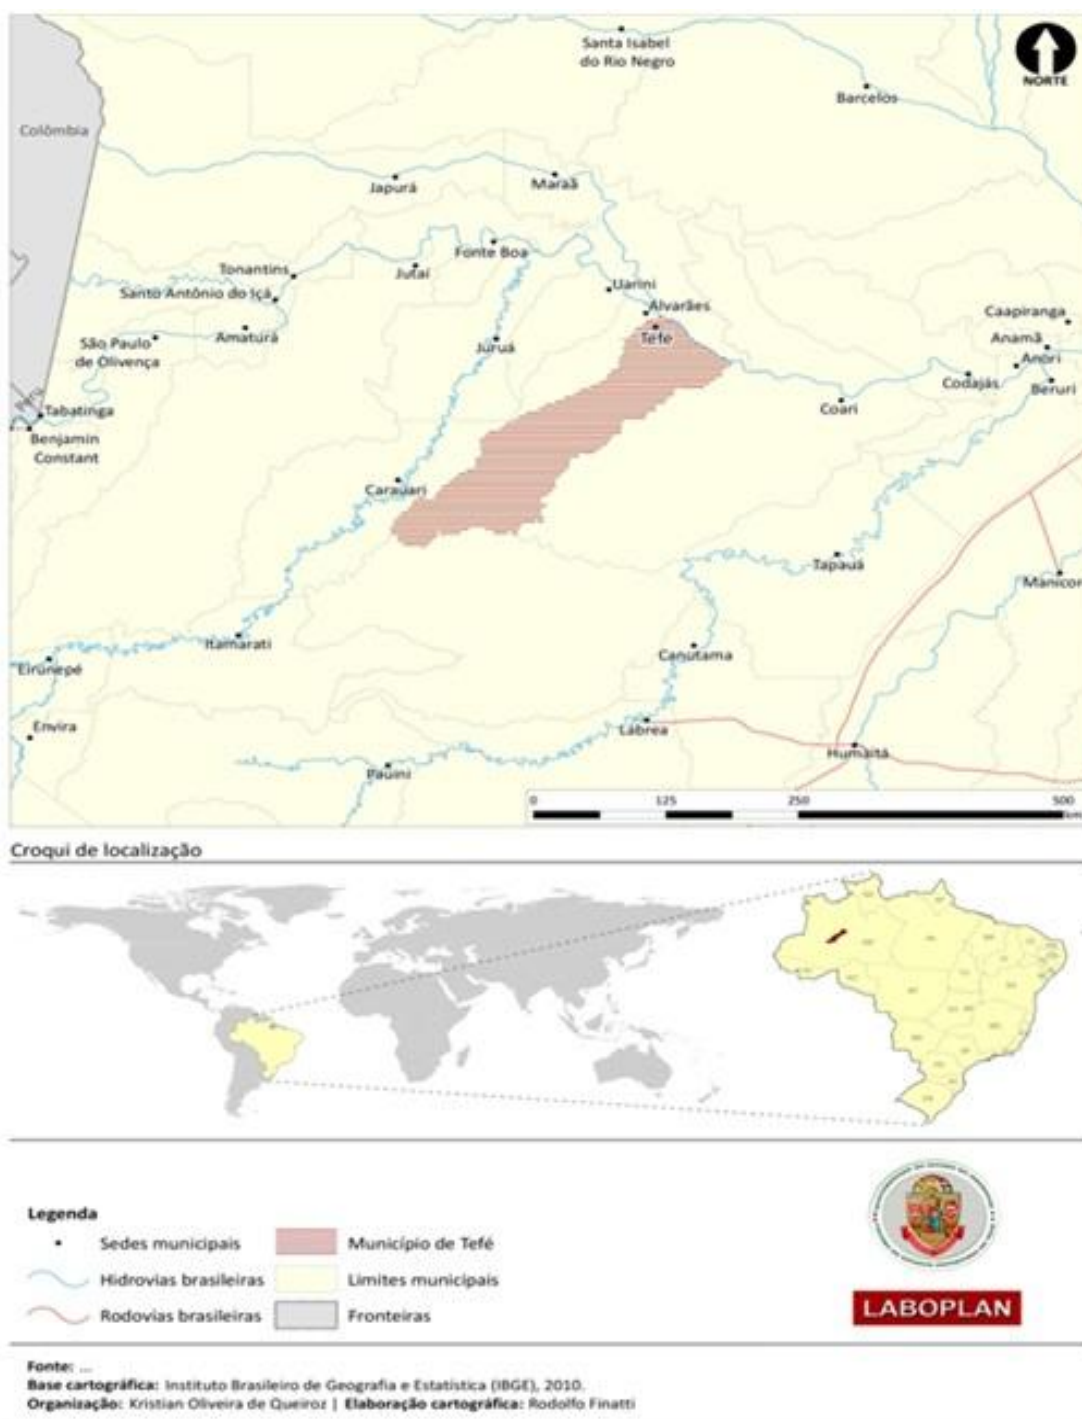 Santa Isabel
do Rio Negro
NORTE
Barcelos
Colômbia
Japurá
Maraã
Fonte Boa
Tonantins
Jutaí
Uarini
Santo Antônio do Içá
Alvarães
Caapiranga
São Paulo
de Olivença
Amaturá
Juruá
Tefé
Anamã
Anori
Codajás
Beruri
Peru
Tabatinga
Coari
Benjamin
Constant
Carauari
Tapauá
Manicor
Itamarati
Canutama
Eirunepé
Envira
Lábrea
Humaitá
Pauini
0 125 250 500
km
Croqui de localização
Legenda
Sedes municipais
Município de Tefé
Hidrovias brasileiras
Limites municipais
Rodovias brasileiras
Fronteiras
LABOPLAN
Fonte: ...
Base cartográfica: Instituto Brasileiro de Geografia e Estatística (IBGE), 2010.
Organização: Kristian Oliveira de Queiroz | Elaboração cartográfica: Rodolfo Finatti